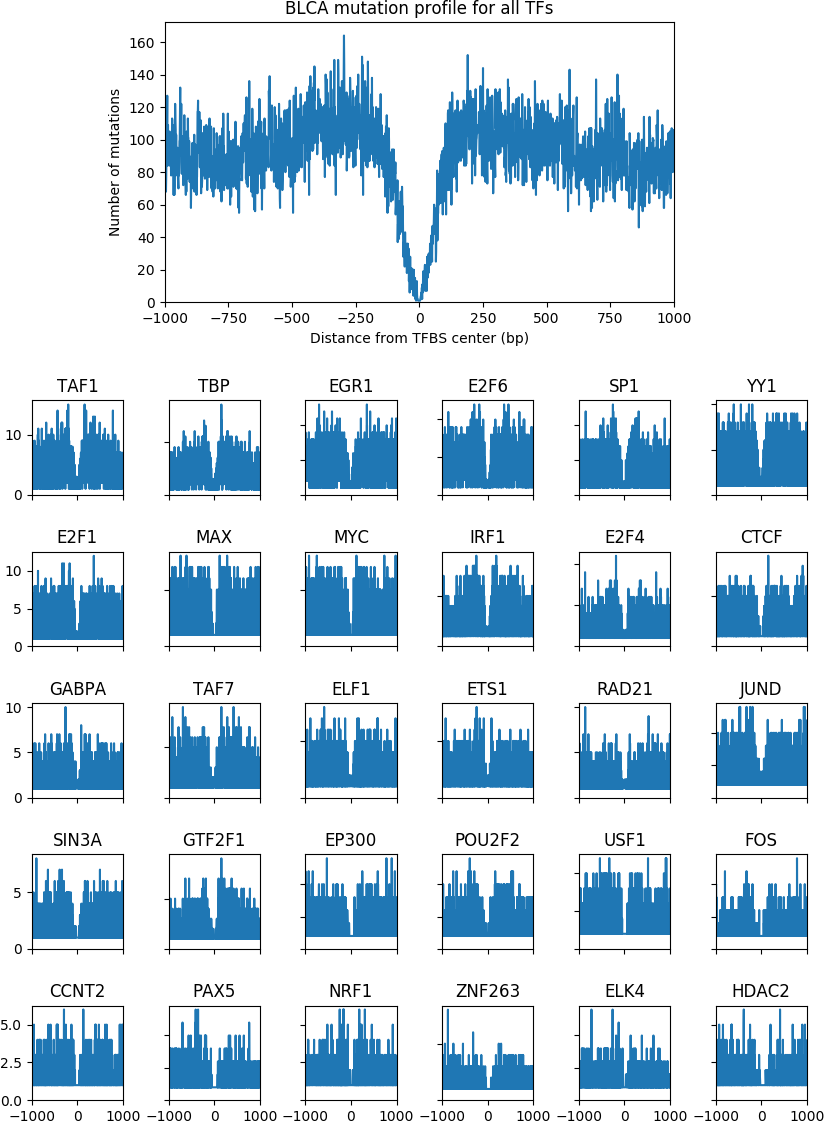 BLCA mutation profile for all TFs
160
140
120
100
80
60
40
20
0
Number of mutations
−1000 −750 −500 −250 0 250 500 750 1000
Distance from TFBS center (bp)
TAF1 TBP EGR1 E2F6 SP1 YY1
10
0
E2F1 MAX MYC IRF1 E2F4 CTCF
10
5
0
GABPA TAF7 ELF1 ETS1 RAD21 JUND
10
5
0
SIN3A GTF2F1 EP300 POU2F2 USF1 FOS
5
0
CCNT2 PAX5 NRF1 ZNF263 ELK4 HDAC2
5.0
2.5
0.0
−1000 0 1000 −1000 0 1000 −1000 0 1000 −1000 0 1000 −1000 0 1000 −1000 0 1000